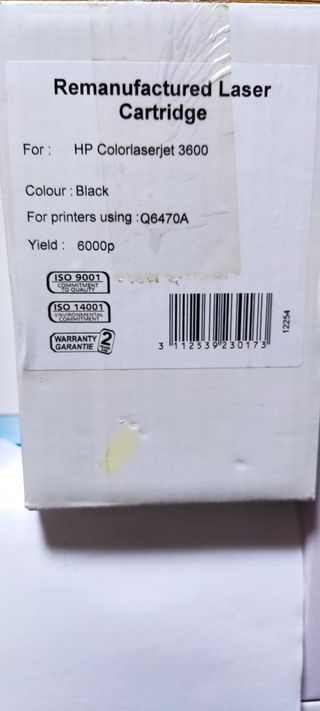 Remanufactured Laser
Cartridge
For : HP Colorlaserjet 3600
Colour : Black
For printers using : Q6470A
Yield : 6000p
ISO 9001
COMMITMENT
TO QUALITY
ISO 14001
ENVIRONMENTAL
COMMITMENT
WARRANTY
GARANTIE 2
3 112539 230173
12254